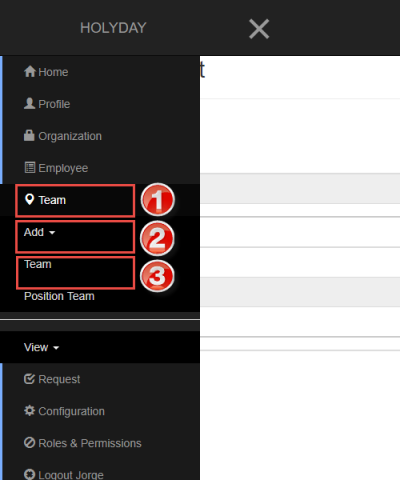 HOLYDAY
t
Home
Profile
Organization
Employee
Team 1
Add 2
Team 3
Position Team
View
Request
Configuration
Roles & Permissions
Logout Jorge